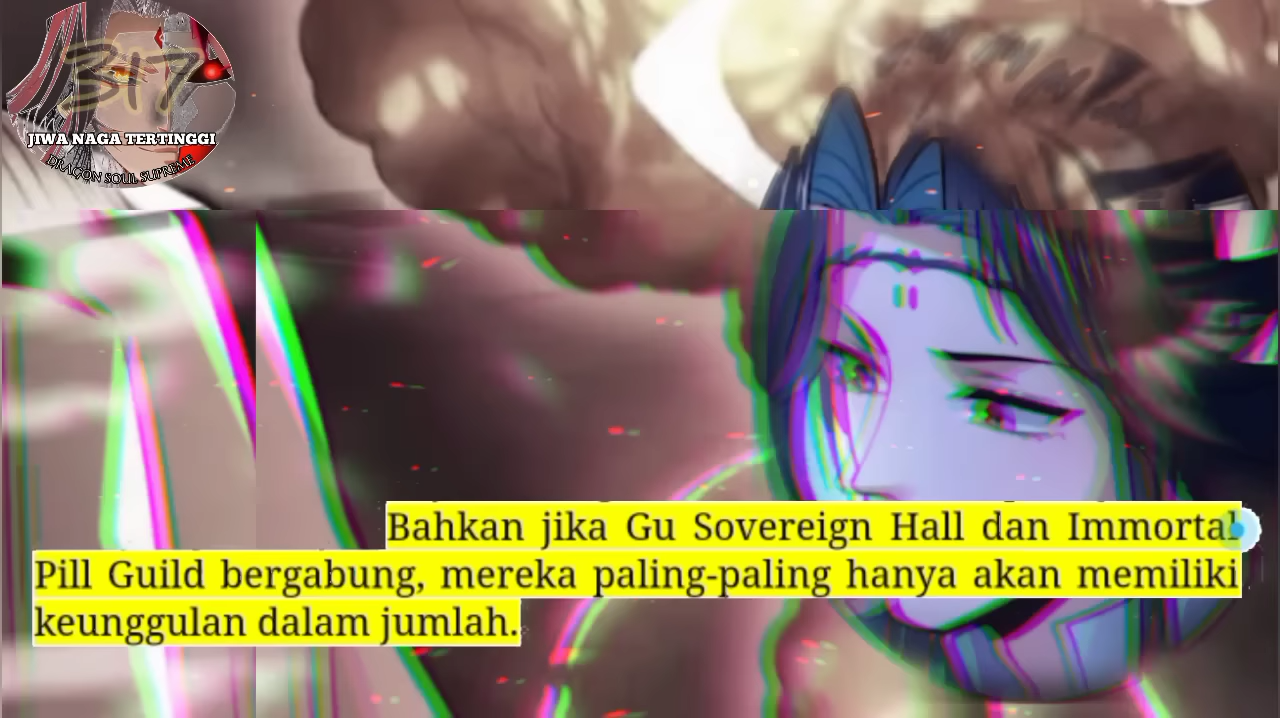 317
JIWA NAGA TERTINGGI
DRAGON SOUL SUPREME
Bahkan jika Gu Sovereign Hall dan Immortal
Pill Guild bergabung, mereka paling-paling hanya akan memiliki
keunggulan dalam jumlah.